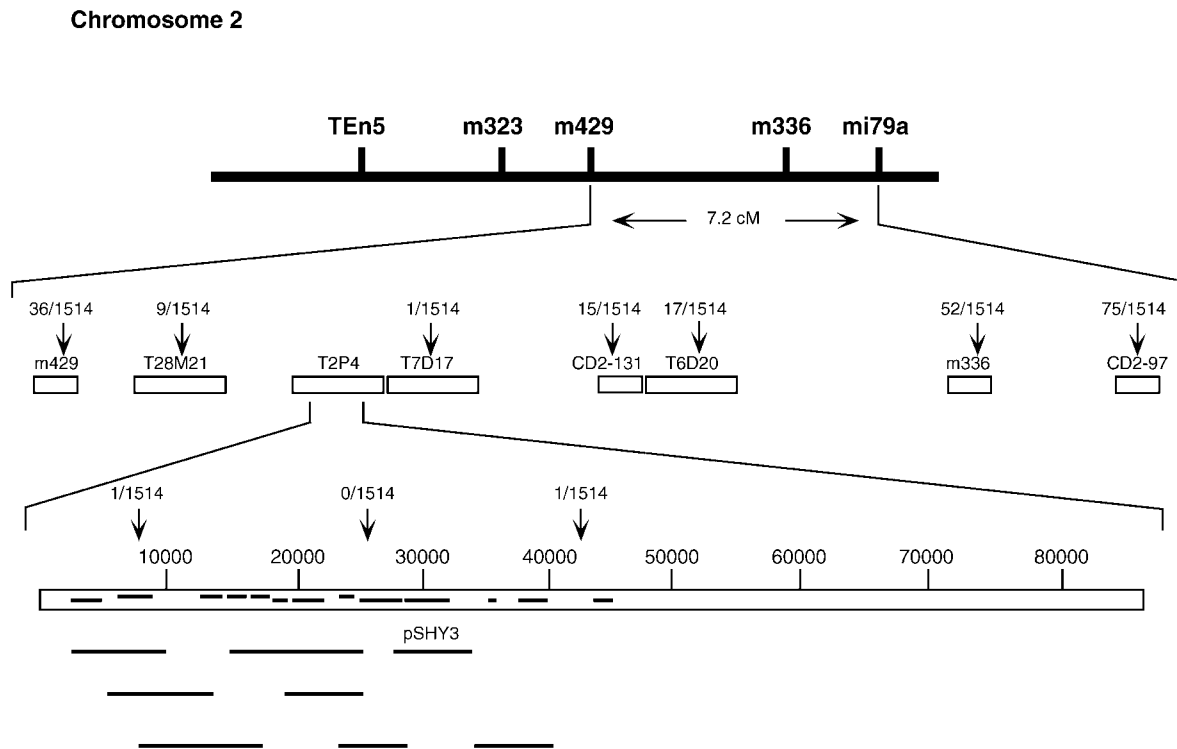 Chromosome 2
TEn5 m323 m429 m336 mi79a
7.2 cM
36/1514 9/1514 1/1514 15/1514 17/1514 52/1514 75/1514
m429 T28M21 T2P4 T7D17 CD2-131 T6D20 m336 CD2-97
1/1514 0/1514 1/1514
10000 20000 30000 40000 50000 60000 70000 80000
pSHY3